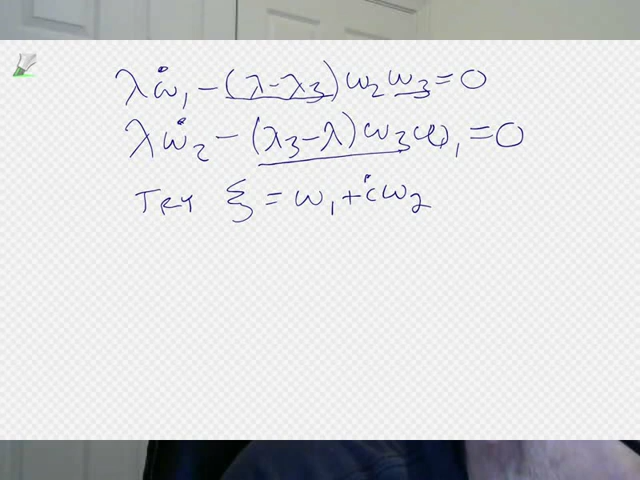 λω̇₁ − (λ−λ₃)ω₂ω₃ = 0
λω̇₂ − (λ₃−λ)ω₃ω₁ = 0
TRY ξ = ω₁ + iω₂